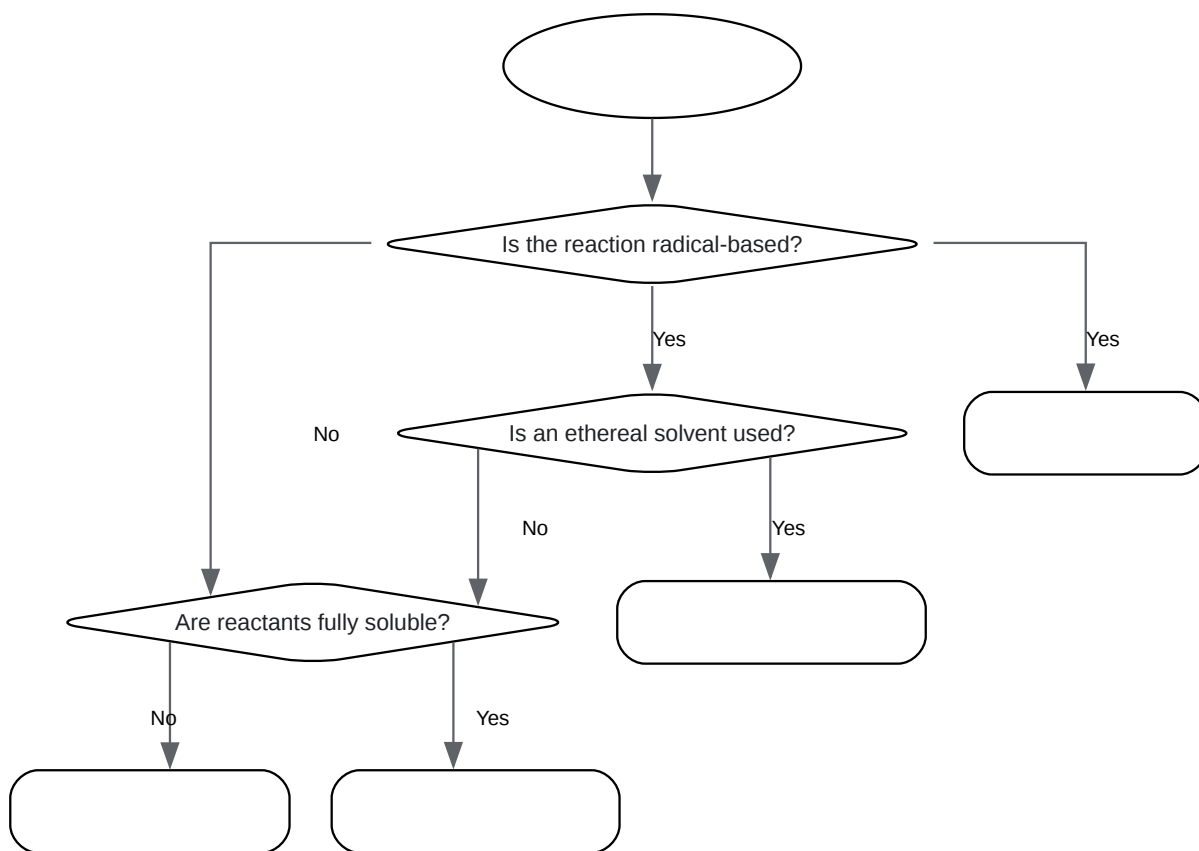 Is the reaction radical-based?
Yes
Yes
No
Is an ethereal solvent used?
No
Yes
Are reactants fully soluble?
No
Yes